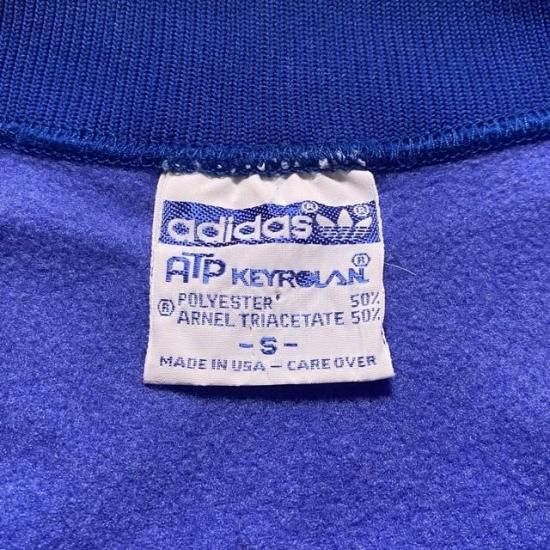 adidas®®
ATP KEYROLAN®
®POLYESTER' 50%
ARNEL TRIACETATE 50%
- S -
MADE IN USA - CARE OVER